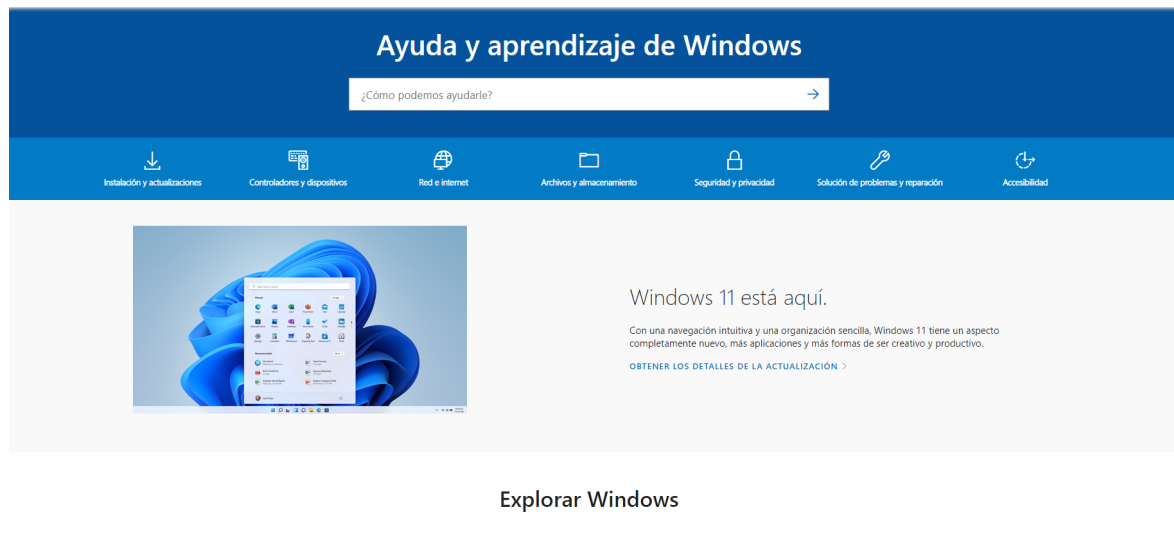 Ayuda y aprendizaje de Windows
¿Cómo podemos ayudarle?
Instalación y actualizaciones
Controladores y dispositivos
Red e internet
Archivos y almacenamiento
Seguridad y privacidad
Solución de problemas y reparación
Accesibilidad
Windows 11 está aquí.
Con una navegación intuitiva y una organización sencilla, Windows 11 tiene un aspecto
completamente nuevo, más aplicaciones y más formas de ser creativo y productivo.
OBTENER LOS DETALLES DE LA ACTUALIZACIÓN
Explorar Windows